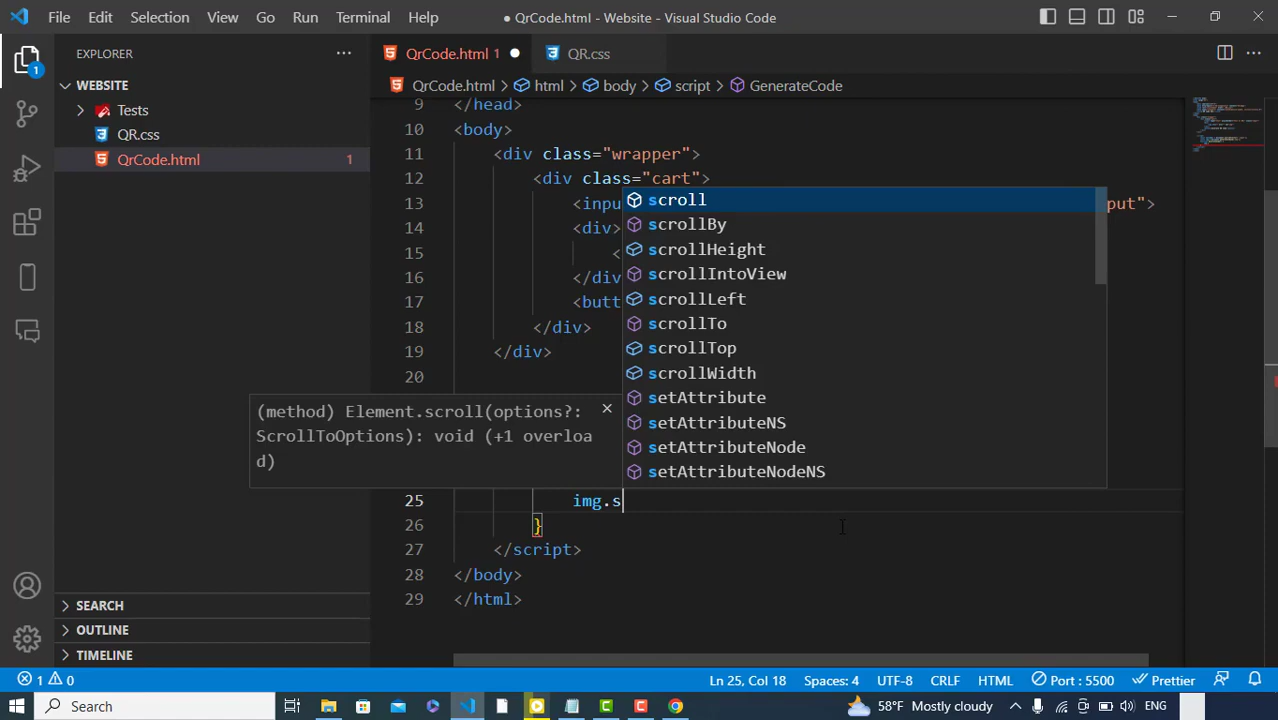 File Edit Selection View Go Run Terminal Help
● QrCode.html - Website - Visual Studio Code
EXPLORER
WEBSITE
Tests
QR.css
QrCode.html 1
SEARCH
OUTLINE
TIMELINE
1
QrCode.html 1 ●
QR.css
QrCode.html > html > body > script > GenerateCode
9 </head>
10 <body>
11 <div class="wrapper">
12 <div class="cart">
13 <inpu put">
14 <div>
15 <
16 </div
17 <butt
18 </div>
19 </div>
20
25 img.s
26 }
27 </script>
28 </body>
29 </html>
scroll
scrollBy
scrollHeight
scrollIntoView
scrollLeft
scrollTo
scrollTop
scrollWidth
setAttribute
setAttributeNS
setAttributeNode
setAttributeNodeNS
(method) Element.scroll(options?:
ScrollToOptions): void (+1 overloa
d)
1 0 Ln 25, Col 18 Spaces: 4 UTF-8 CRLF HTML Port : 5500 Prettier
Search 58°F Mostly cloudy ENG